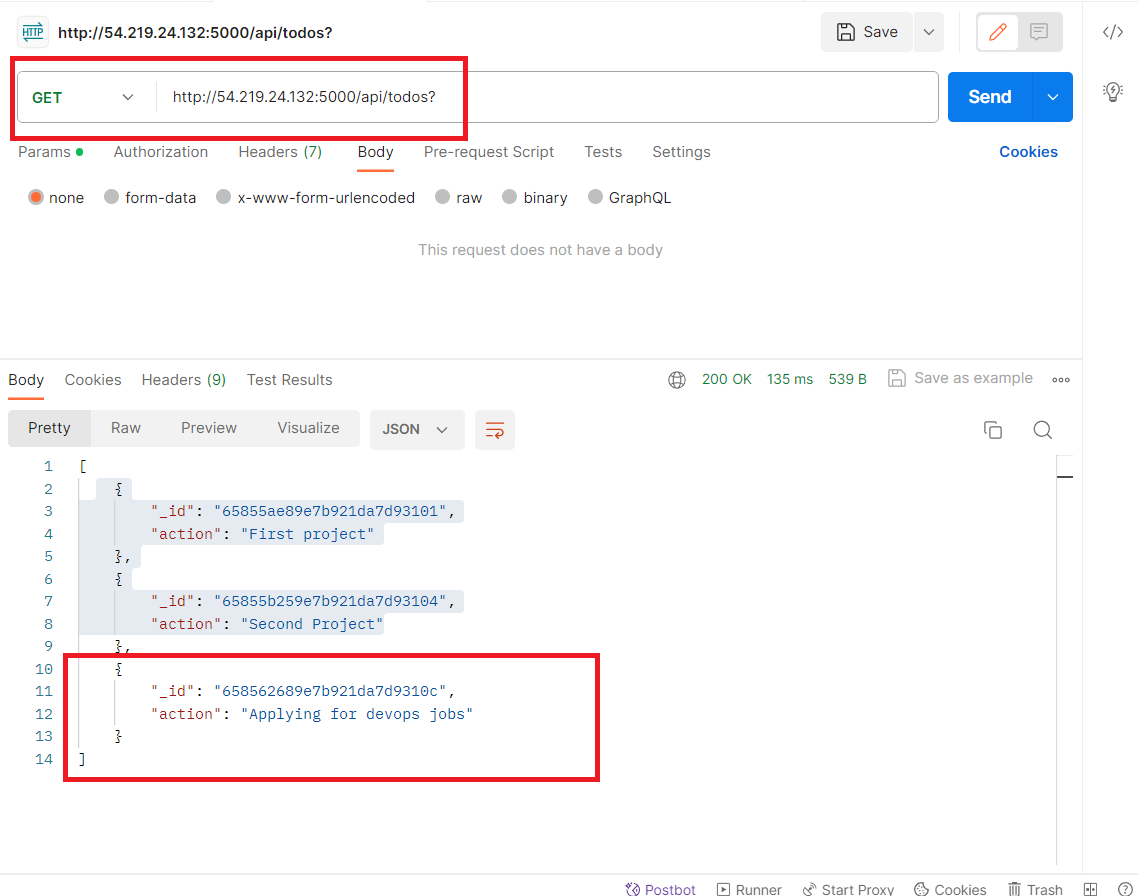 HTTP http://54.219.24.132:5000/api/todos? Save
GET http://54.219.24.132:5000/api/todos? Send
Params Authorization Headers (7) Body Pre-request Script Tests Settings Cookies
none form-data x-www-form-urlencoded raw binary GraphQL
This request does not have a body
Body Cookies Headers (9) Test Results 200 OK 135 ms 539 B Save as example
Pretty Raw Preview Visualize JSON
1 [
2 {
3 "_id": "65855ae89e7b921da7d93101",
4 "action": "First project"
5 },
6 {
7 "_id": "65855b259e7b921da7d93104",
8 "action": "Second Project"
9 },
10 {
11 "_id": "658562689e7b921da7d9310c",
12 "action": "Applying for devops jobs"
13 }
14 ]
Postbot Runner Start Proxy Cookies Trash